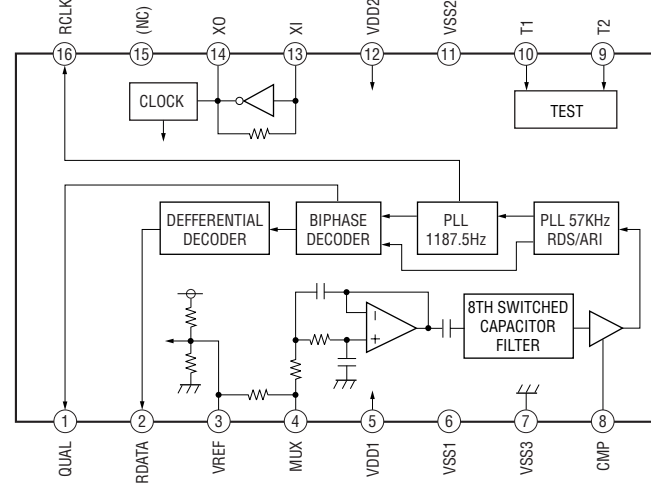 RCLK
(NC)
XO
XI
VDD2
VSS2
T1
T2
16
15
14
13
12
11
10
9
CLOCK
TEST
DEFFERENTIAL
DECODER
BIPHASE
DECODER
PLL
1187.5Hz
PLL 57KHz
RDS/ARI
8TH SWITCHED
CAPACITOR
FILTER
1
2
3
4
5
6
7
8
QUAL
RDATA
VREF
MUX
VDD1
VSS1
VSS3
CMP